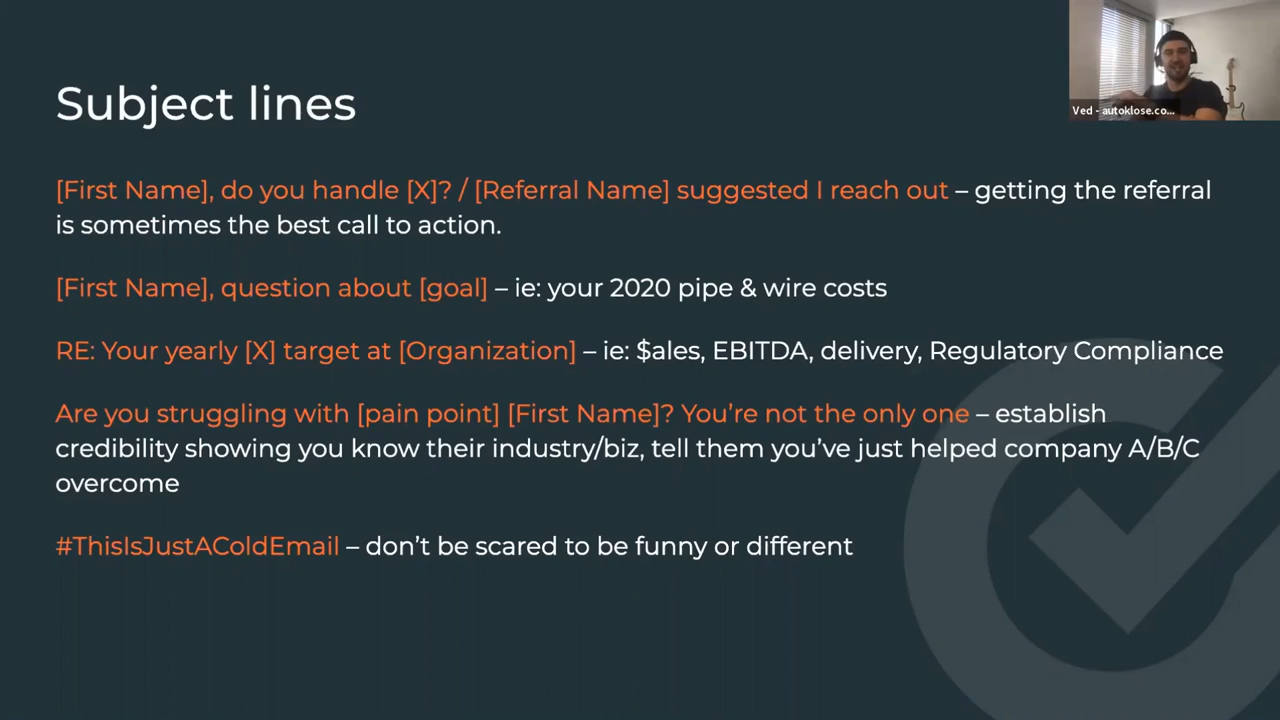 Subject lines
[First Name], do you handle [X]? / [Referral Name] suggested I reach out – getting the referral
is sometimes the best call to action.
[First Name], question about [goal] – ie: your 2020 pipe & wire costs
RE: Your yearly [X] target at [Organization] – ie: $ales, EBITDA, delivery, Regulatory Compliance
Are you struggling with [pain point] [First Name]? You’re not the only one – establish
credibility showing you know their industry/biz, tell them you’ve just helped company A/B/C
overcome
#ThisIsJustAColdEmail – don’t be scared to be funny or different
Ved - autoklose.co...